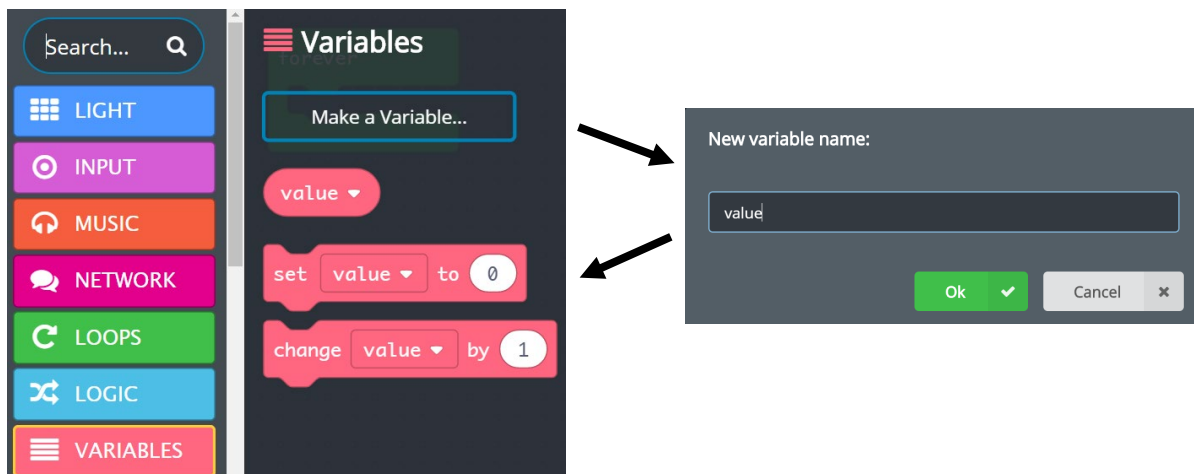 Search...
LIGHT
INPUT
MUSIC
NETWORK
LOOPS
LOGIC
VARIABLES
Variables
forever
Make a Variable...
value
set value to 0
change value by 1
New variable name:
value
Ok
Cancel